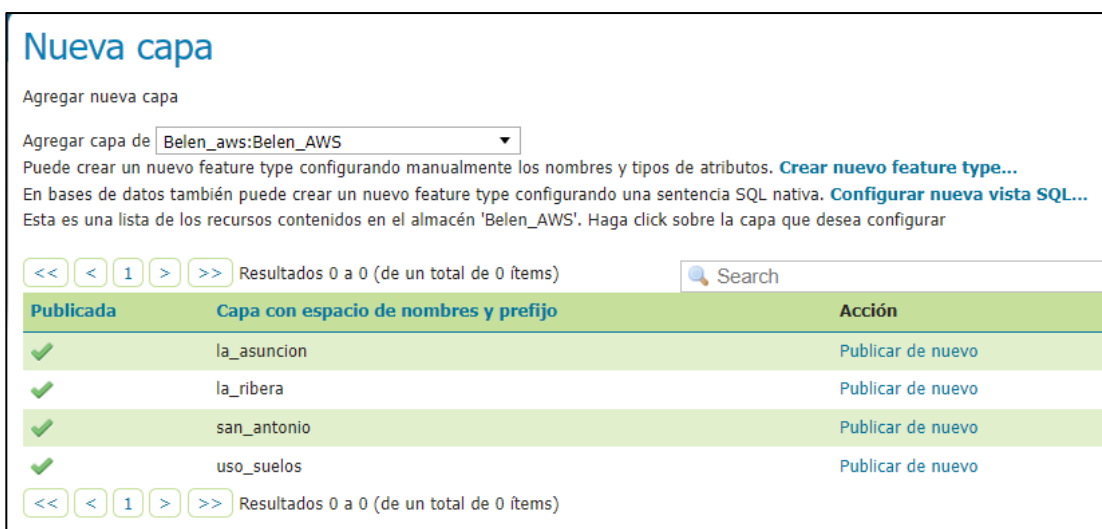 Nueva capa
Agregar nueva capa
Agregar capa de Belen_aws:Belen_AWS
Puede crear un nuevo feature type configurando manualmente los nombres y tipos de atributos. Crear nuevo feature type...
En bases de datos también puede crear un nuevo feature type configurando una sentencia SQL nativa. Configurar nueva vista SQL...
Esta es una lista de los recursos contenidos en el almacén 'Belen_AWS'. Haga click sobre la capa que desea configurar
<< < 1 > >> Resultados 0 a 0 (de un total de 0 ítems) Search
Publicada Capa con espacio de nombres y prefijo Acción
la_asuncion Publicar de nuevo
la_ribera Publicar de nuevo
san_antonio Publicar de nuevo
uso_suelos Publicar de nuevo
<< < 1 > >> Resultados 0 a 0 (de un total de 0 ítems)